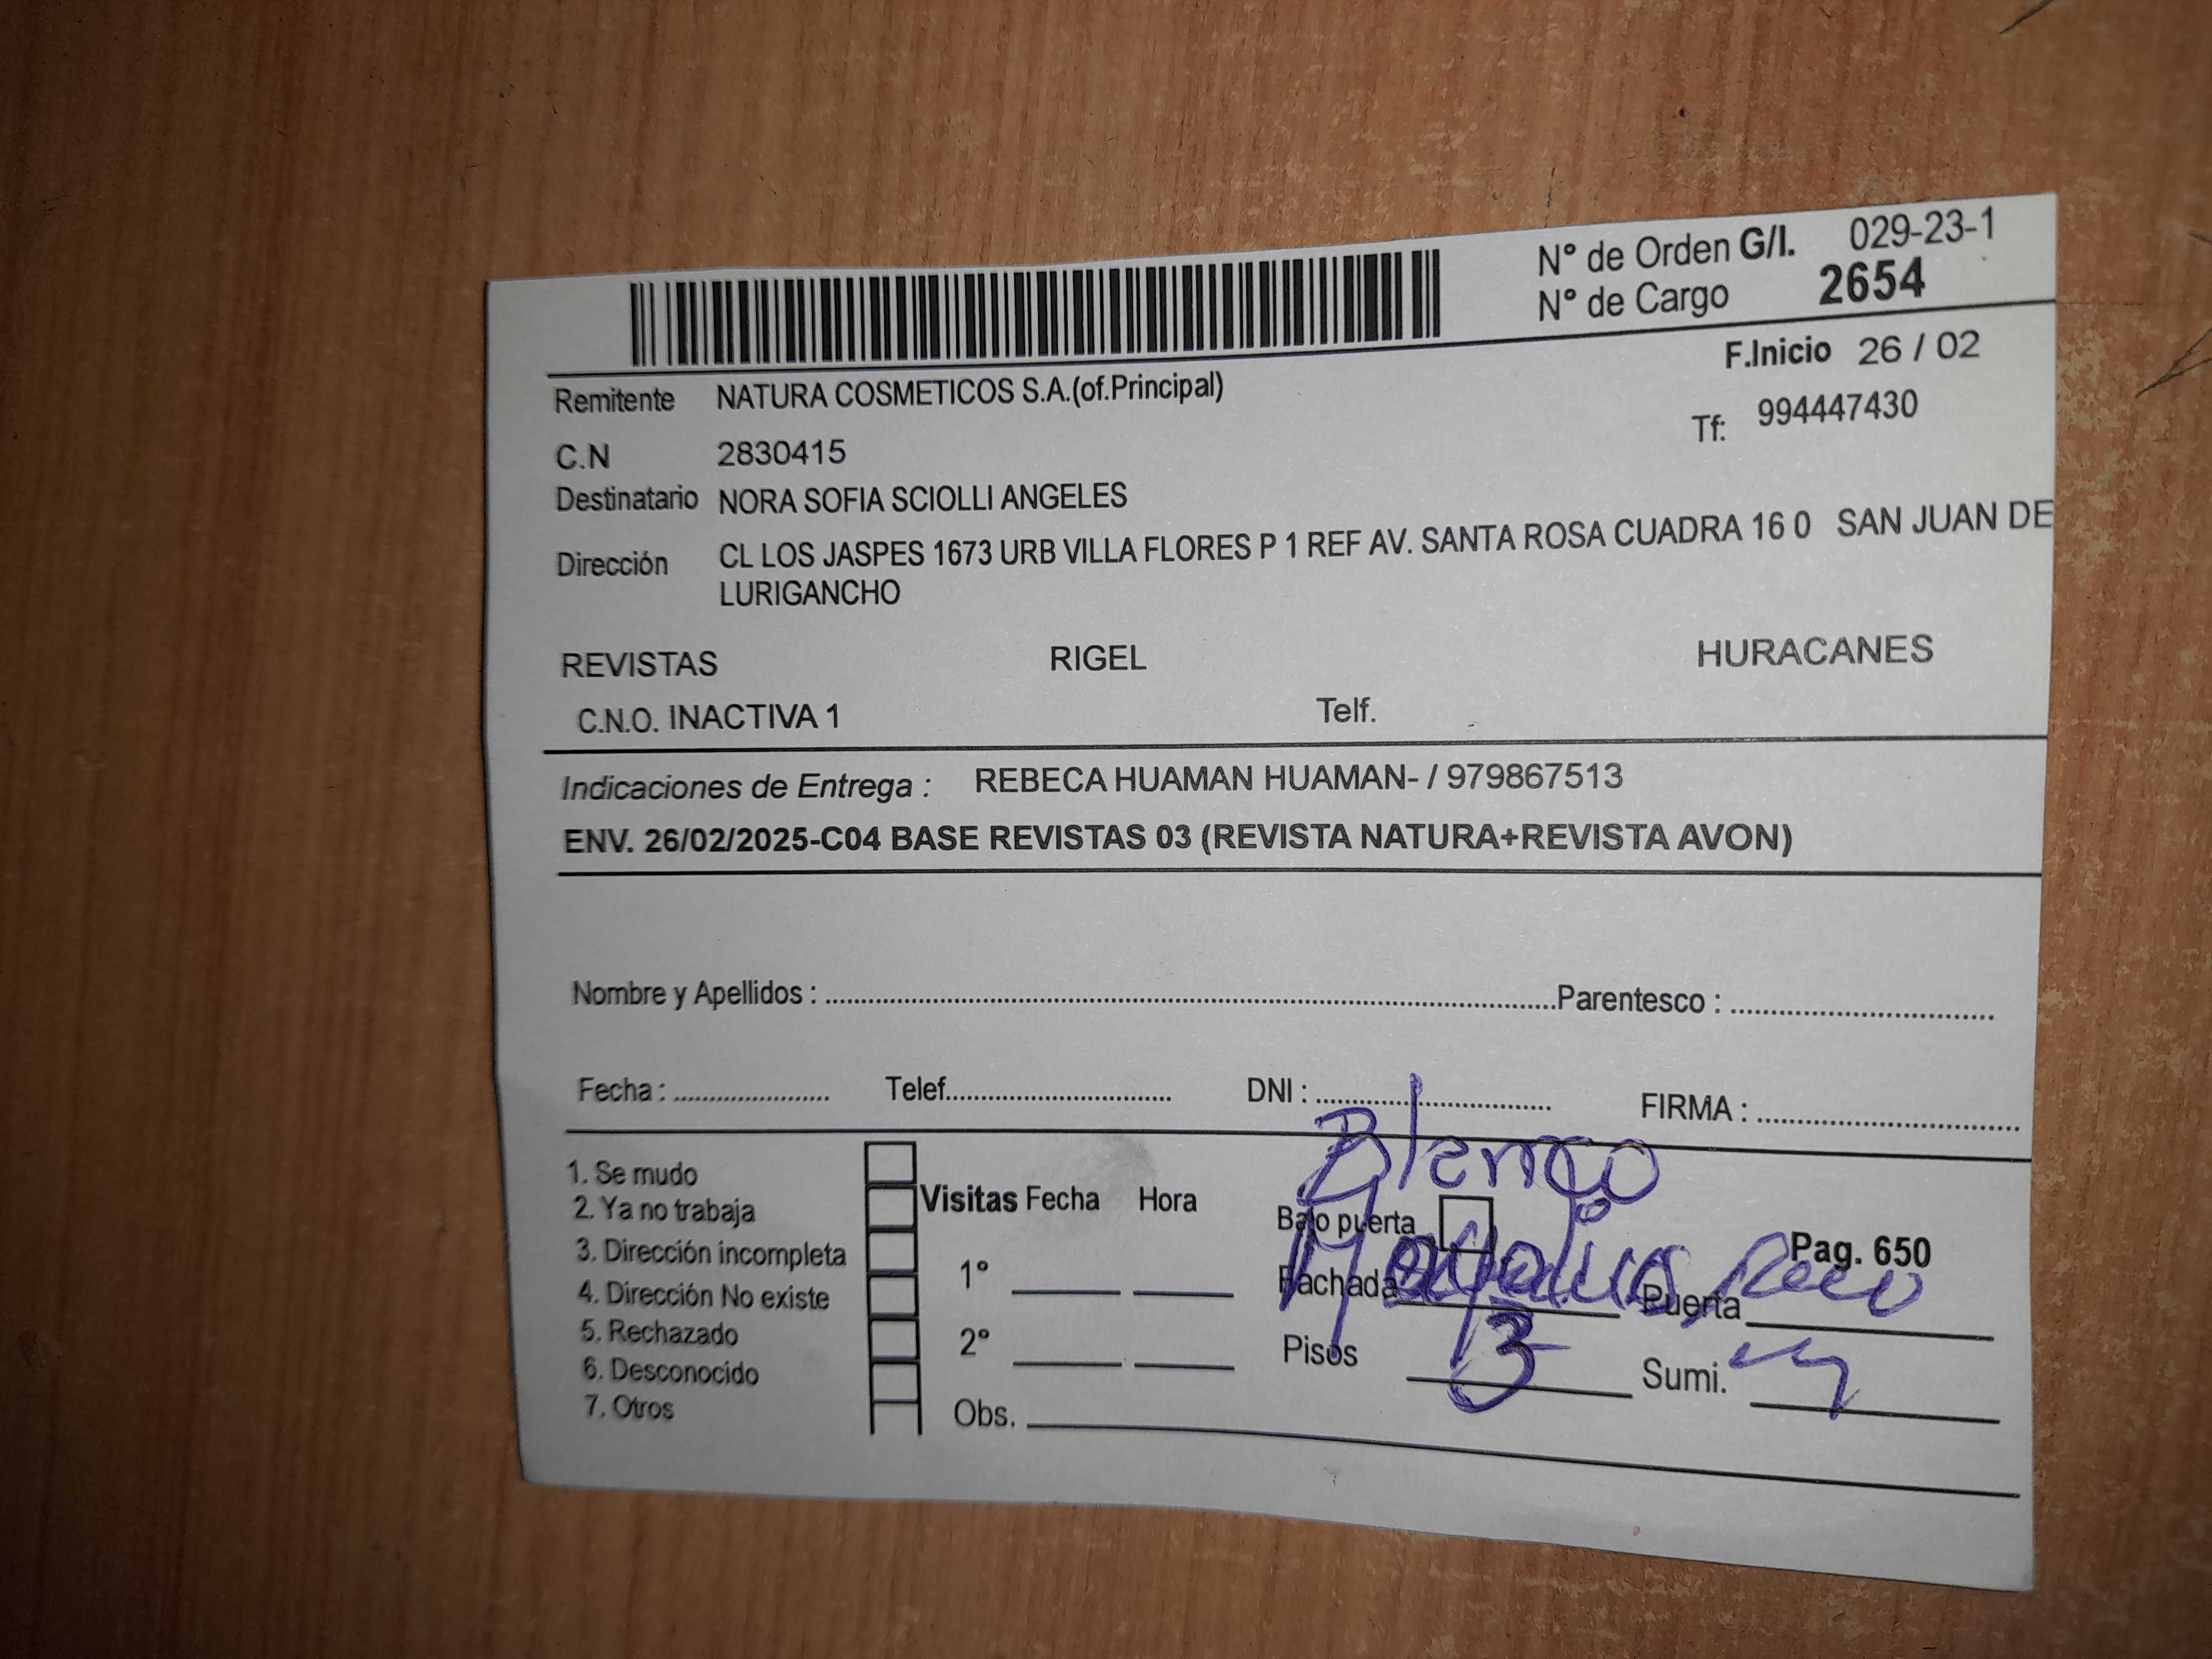 N° de Orden G/I. 029-23-1
N° de Cargo 2654
F.Inicio 26 / 02
Remitente NATURA COSMETICOS S.A.(of.Principal)
Tf: 994447430
C.N 2830415
Destinatario NORA SOFIA SCIOLLI ANGELES
Dirección CL LOS JASPES 1673 URB VILLA FLORES P 1 REF AV. SANTA ROSA CUADRA 16 0 SAN JUAN DE
LURIGANCHO
REVISTAS RIGEL HURACANES
C.N.O. INACTIVA 1 Telf. -
Indicaciones de Entrega : REBECA HUAMAN HUAMAN- / 979867513
ENV. 26/02/2025-C04 BASE REVISTAS 03 (REVISTA NATURA+REVISTA AVON)
Nombre y Apellidos : Parentesco :
Fecha : Telef. DNI : FIRMA :
1. Se mudo
2. Ya no trabaja
3. Dirección incompleta
4. Dirección No existe
5. Rechazado
6. Desconocido
7. Otros
Visitas Fecha Hora
1°
2°
Obs.
Bajo puerta
Pag. 650
Fachada Puerta
Pisos 3 Sumi.